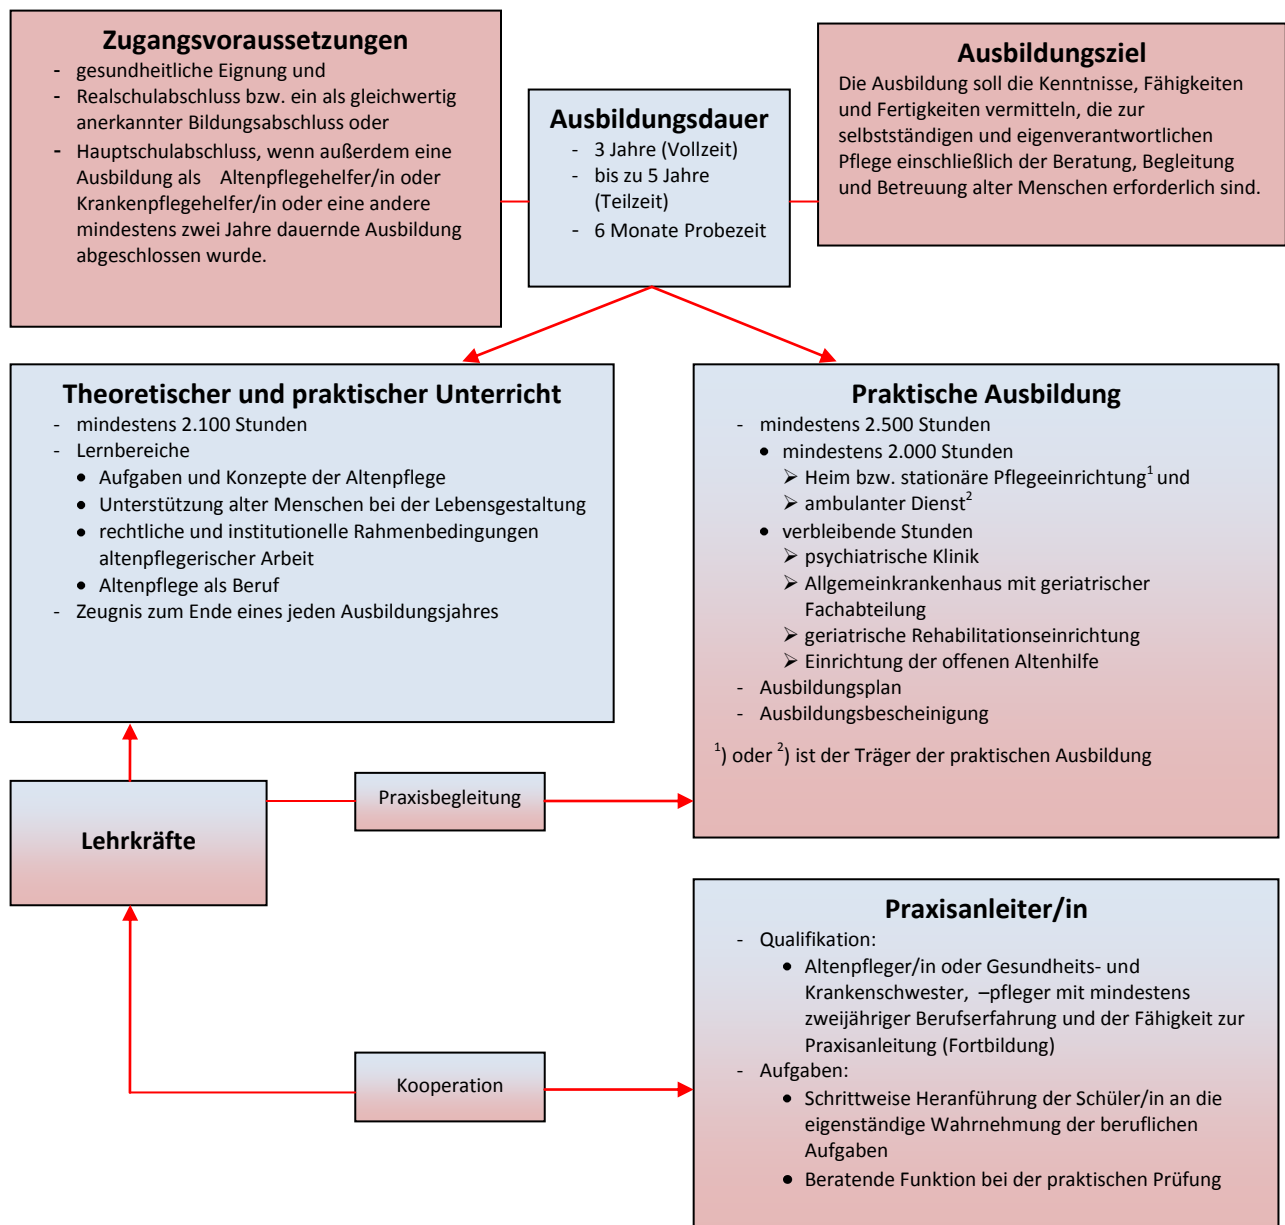 Zugangsvoraussetzungen
- gesundheitliche Eignung und
- Realschulabschluss bzw. ein als gleichwertig
anerkannter Bildungsabschluss oder
- Hauptschulabschluss, wenn außerdem eine
Ausbildung als Altenpflegehelfer/in oder
Krankenpflegehelfer/in oder eine andere
mindestens zwei Jahre dauernde Ausbildung
abgeschlossen wurde.
Ausbildungsdauer
- 3 Jahre (Vollzeit)
- bis zu 5 Jahre
(Teilzeit)
- 6 Monate Probezeit
Ausbildungsziel
Die Ausbildung soll die Kenntnisse, Fähigkeiten
und Fertigkeiten vermitteln, die zur
selbstständigen und eigenverantwortlichen
Pflege einschließlich der Beratung, Begleitung
und Betreuung alter Menschen erforderlich sind.
Theoretischer und praktischer Unterricht
- mindestens 2.100 Stunden
- Lernbereiche
• Aufgaben und Konzepte der Altenpflege
• Unterstützung alter Menschen bei der Lebensgestaltung
• rechtliche und institutionelle Rahmenbedingungen
altenpflegerischer Arbeit
• Altenpflege als Beruf
- Zeugnis zum Ende eines jeden Ausbildungsjahres
Praktische Ausbildung
- mindestens 2.500 Stunden
• mindestens 2.000 Stunden
➢ Heim bzw. stationäre Pflegeeinrichtung¹ und
➢ ambulanter Dienst²
• verbleibende Stunden
➢ psychiatrische Klinik
➢ Allgemeinkrankenhaus mit geriatrischer
Fachabteilung
➢ geriatrische Rehabilitationseinrichtung
➢ Einrichtung der offenen Altenhilfe
- Ausbildungsplan
- Ausbildungsbescheinigung
¹) oder ²) ist der Träger der praktischen Ausbildung
Lehrkräfte
Praxisbegleitung
Kooperation
Praxisanleiter/in
- Qualifikation:
• Altenpfleger/in oder Gesundheits- und
Krankenschwester, –pfleger mit mindestens
zweijähriger Berufserfahrung und der Fähigkeit zur
Praxisanleitung (Fortbildung)
- Aufgaben:
• Schrittweise Heranführung der Schüler/in an die
eigenständige Wahrnehmung der beruflichen
Aufgaben
• Beratende Funktion bei der praktischen Prüfung